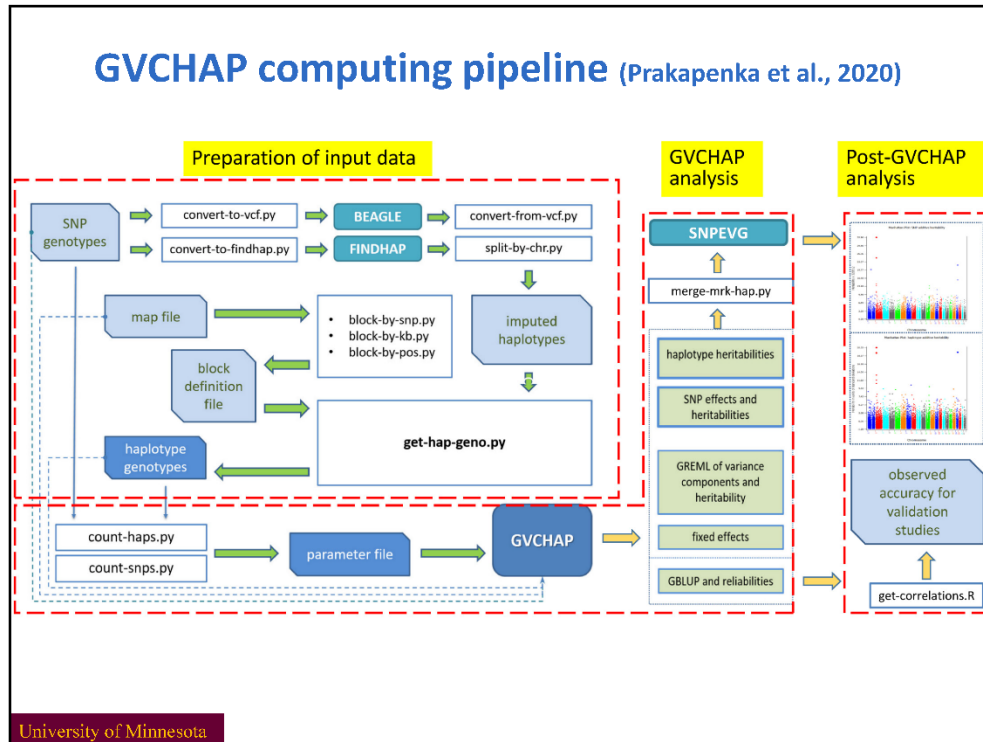 GVCHAP computing pipeline (Prakapenka et al., 2020)
Preparation of input data
GVCHAP
analysis
Post-GVCHAP
analysis
SNP
genotypes
convert-to-vcf.py
BEAGLE
convert-from-vcf.py
convert-to-findhap.py
FINDHAP
split-by-chr.py
map file
• block-by-snp.py
• block-by-kb.py
• block-by-pos.py
imputed
haplotypes
block
definition
file
get-hap-geno.py
haplotype
genotypes
count-haps.py
count-snps.py
parameter file
GVCHAP
SNPEVG
merge-mrk-hap.py
haplotype heritabilities
SNP effects and
heritabilities
GREML of variance
components and
heritability
fixed effects
GBLUP and reliabilities
observed
accuracy for
validation
studies
get-correlations.R
University of Minnesota